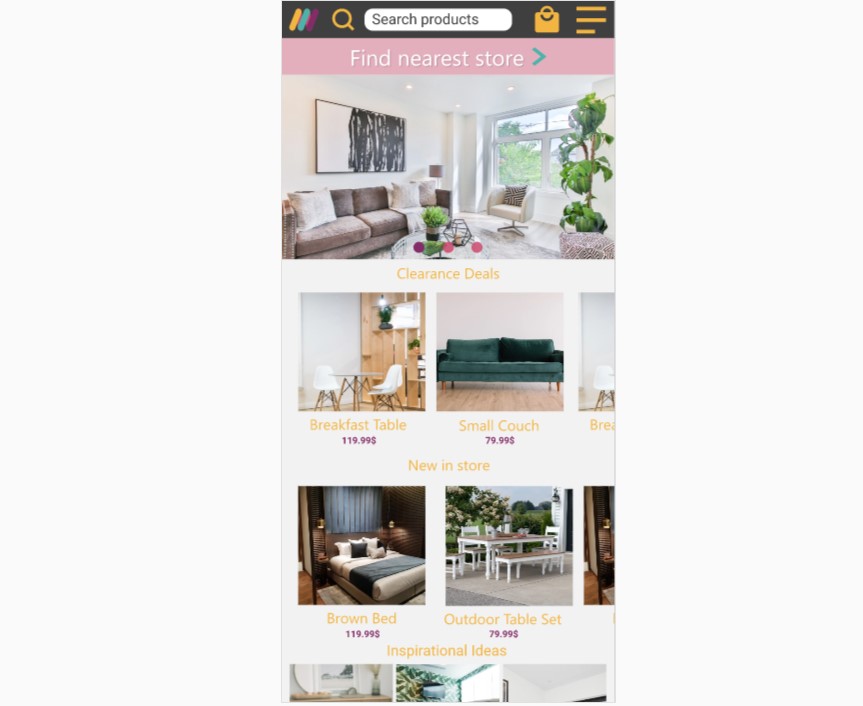 Search products
Find nearest store >
Clearance Deals
Breakfast Table
119.99$
Small Couch
79.99$
Brea
New in store
Brown Bed
119.99$
Outdoor Table Set
79.99$
Inspirational Ideas